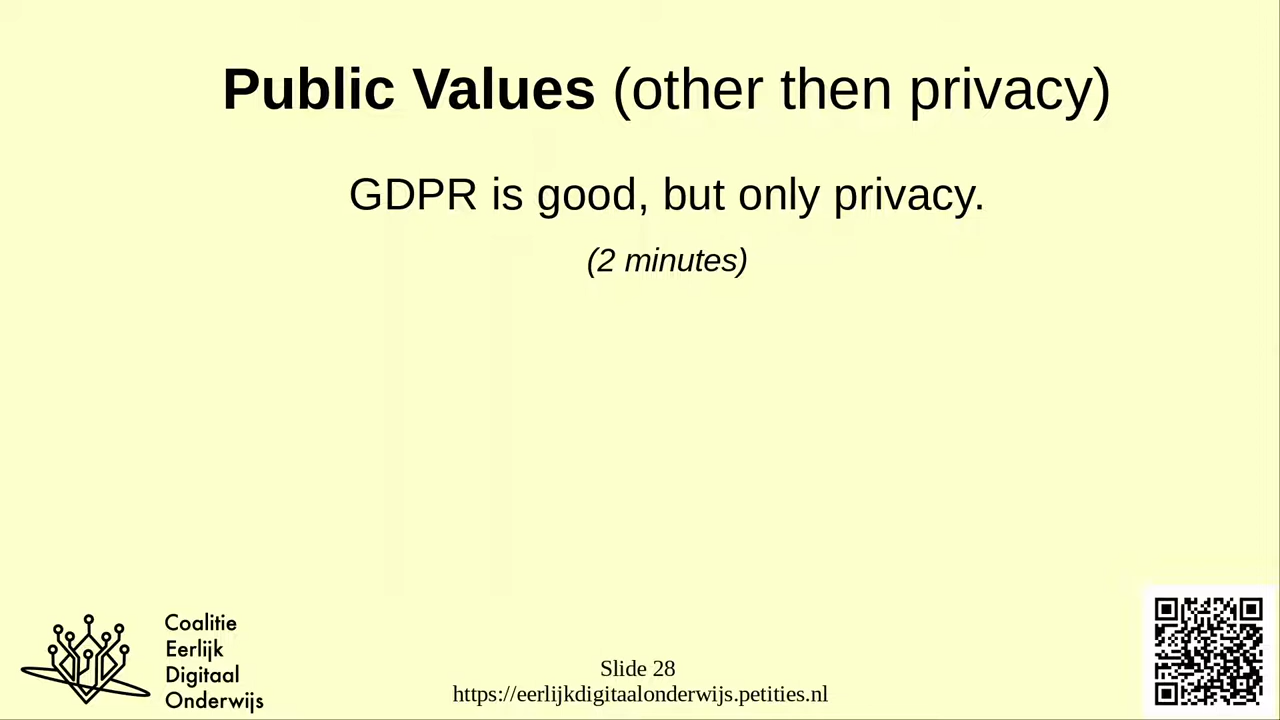 Public Values (other then privacy)
GDPR is good, but only privacy.
(2 minutes)
Coalitie
Eerlijk
Digitaal
Onderwijs
Slide 28
https://eerlijkdigitaalonderwijs.petities.nl